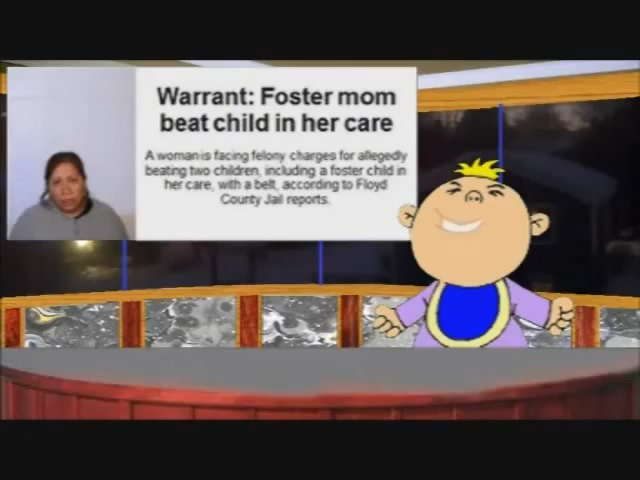 Warrant: Foster mom
beat child in her care
A woman is facing felony charges for allegedly
beating two children, including a foster child in
her care, with a belt, according to Floyd
County Jail reports.